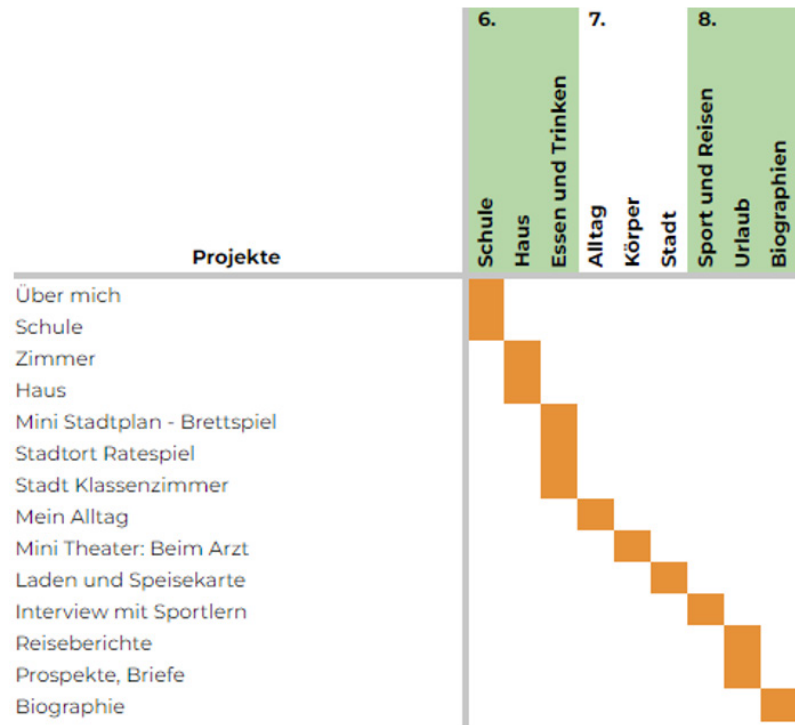 6. 7. 8.
Projekte
Schule
Haus
Essen und Trinken
Alltag
Körper
Stadt
Sport und Reisen
Urlaub
Biographien
Über mich
Schule
Zimmer
Haus
Mini Stadtplan - Brettspiel
Stadtort Ratespiel
Stadt Klassenzimmer
Mein Alltag
Mini Theater: Beim Arzt
Laden und Speisekarte
Interview mit Sportlern
Reiseberichte
Prospekte, Briefe
Biographie